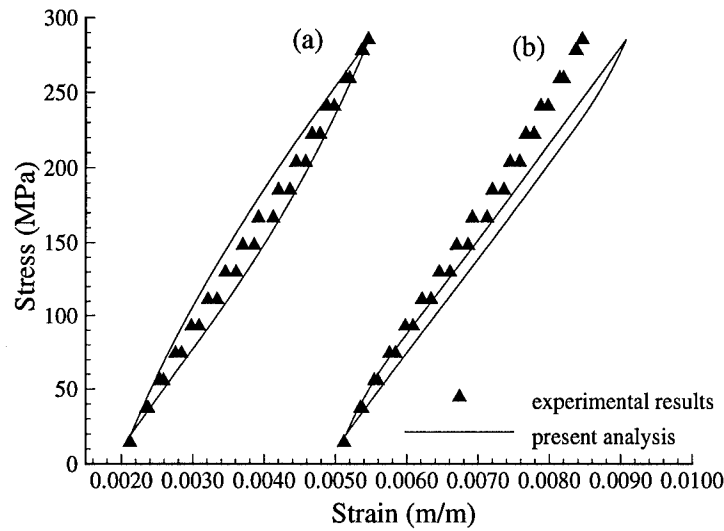 300
(a)
(b)
250
200
Stress (MPa)
150
100
50
experimental results
present analysis
0
0.0020 0.0030 0.0040 0.0050 0.0060 0.0070 0.0080 0.0090 0.0100
Strain (m/m)